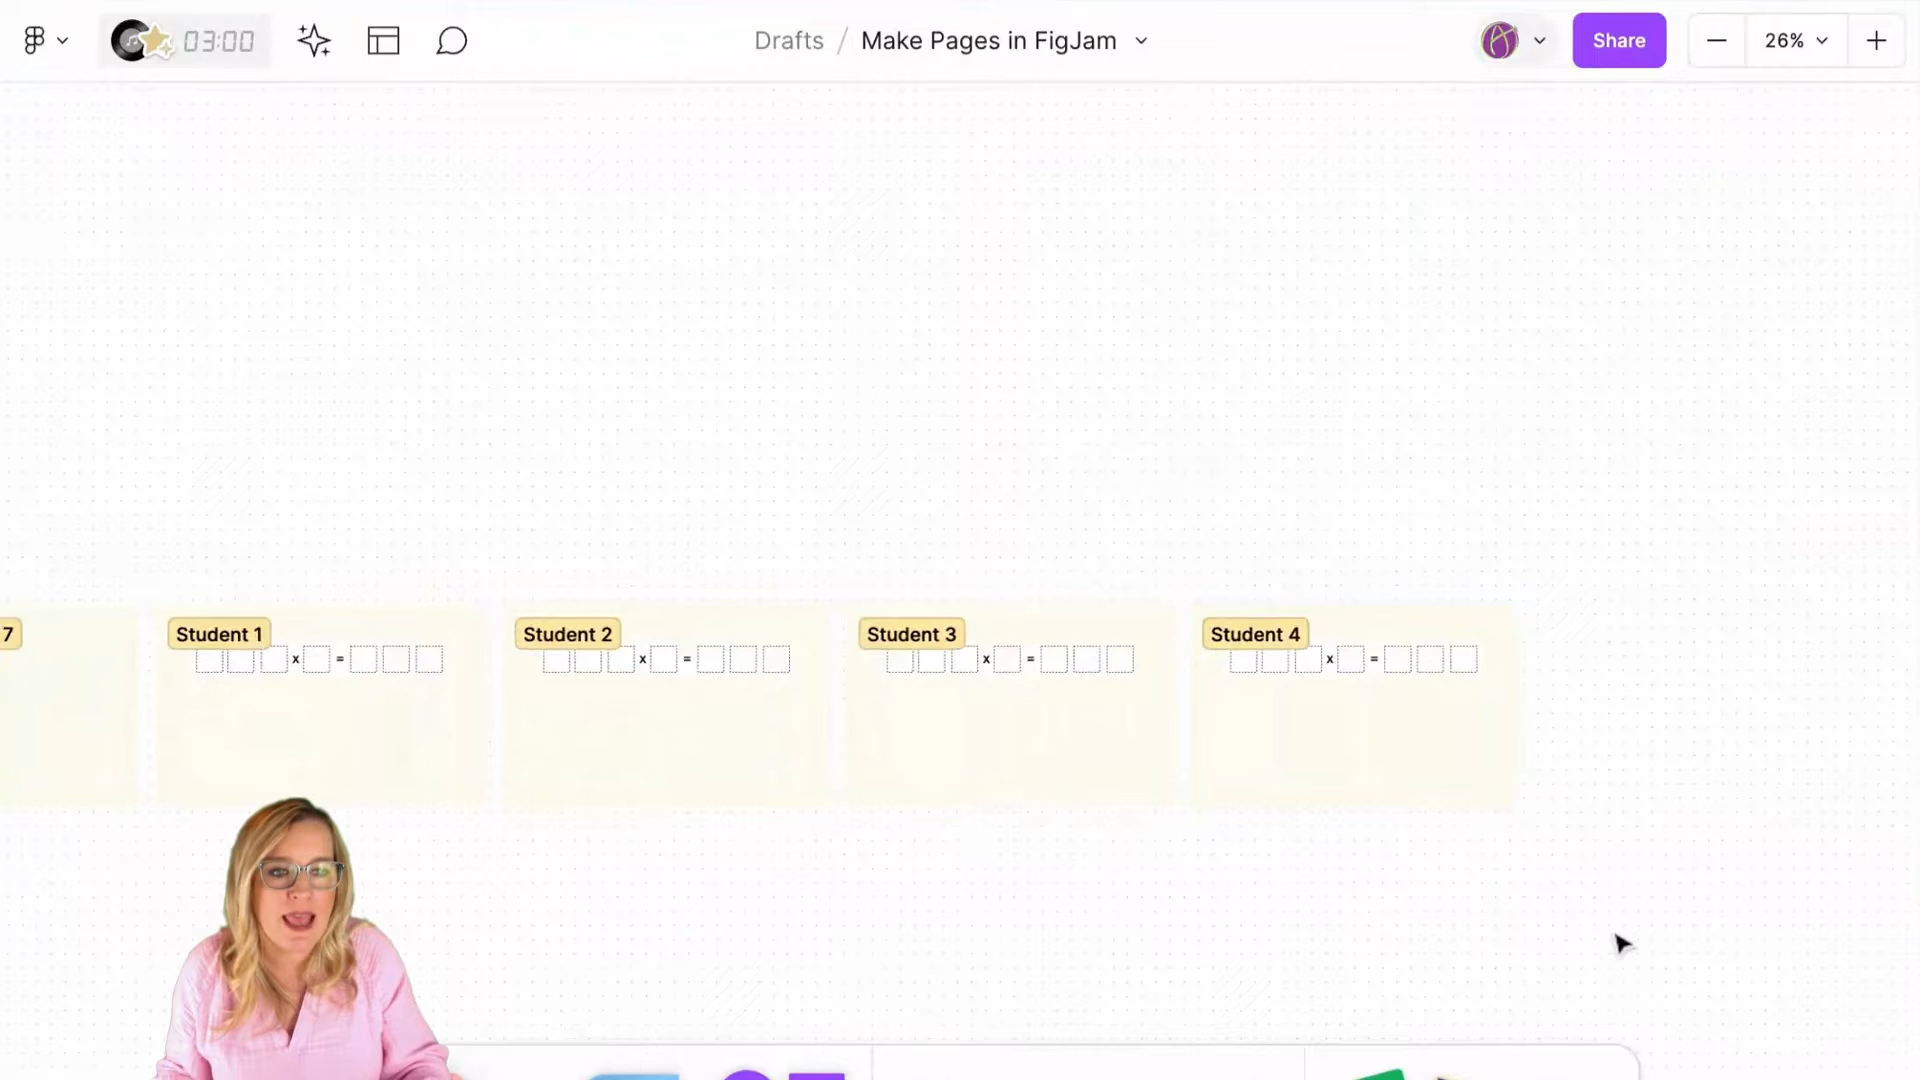 03:00
Drafts / Make Pages in FigJam
Share
26%
7
Student 1
x =
Student 2
x =
Student 3
x =
Student 4
x =